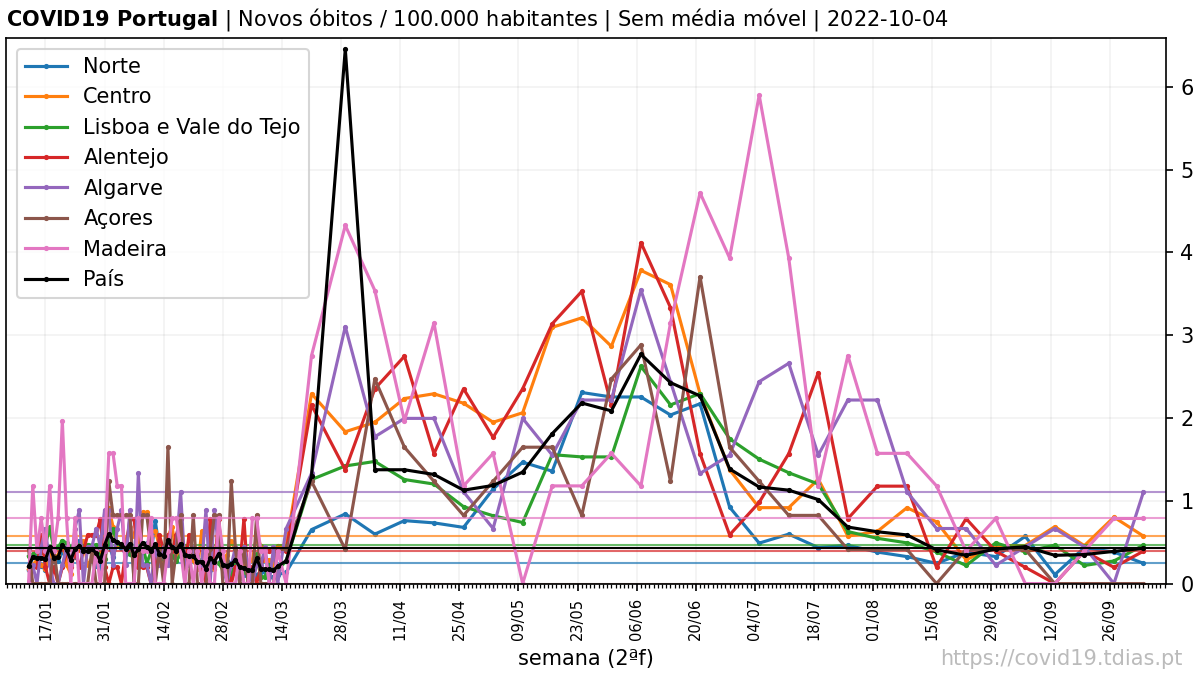 COVID19 Portugal | Novos óbitos / 100.000 habitantes | Sem média móvel | 2022-10-04
Norte
Centro
Lisboa e Vale do Tejo
Alentejo
Algarve
Açores
Madeira
País
6
5
4
3
2
1
0
17/01 31/01 14/02 28/02 14/03 28/03 11/04 25/04 09/05 23/05 06/06 20/06 04/07 18/07 01/08 15/08 29/08 12/09 26/09
semana (2ªf)
https://covid19.tdias.pt